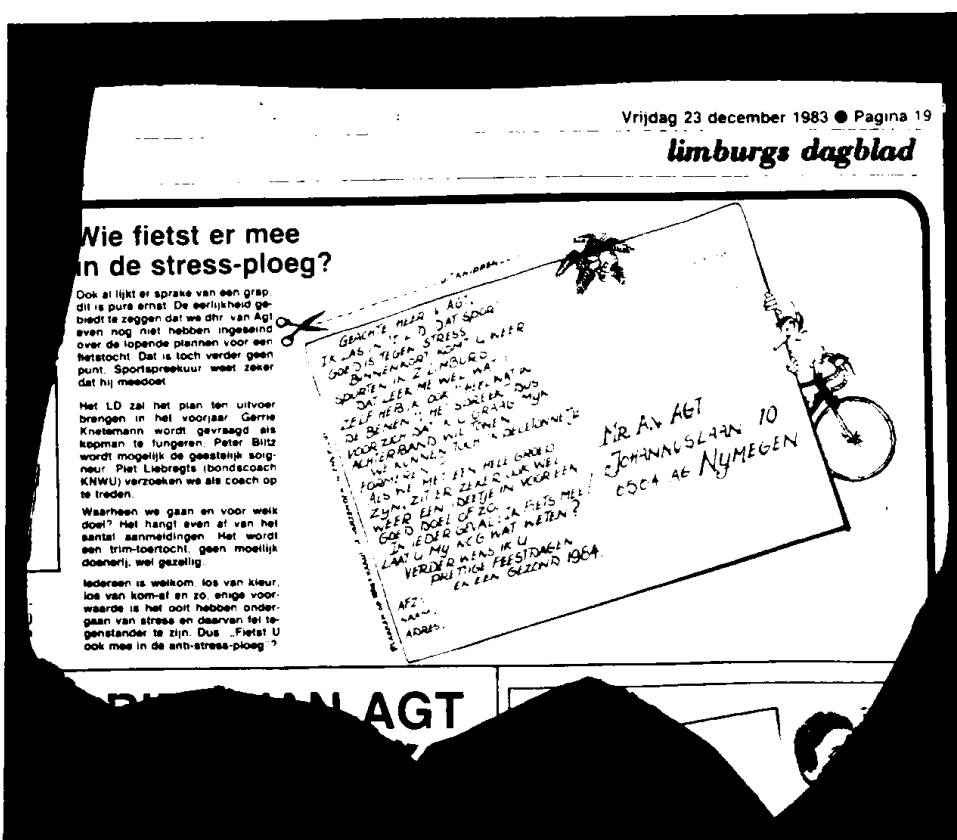 Vrijdag 23 december 1983 ● Pagina 19
limburgs dagblad
Wie fietst er mee
in de stress-ploeg?
Ook al lijkt er sprake van een grap,
dit is pure ernst. De eerlijkheid ge-
biedt te zeggen dat we dhr. van Agt
even nog niet hebben ingeseind
over de lopende plannen voor een
fietstocht. Dat is toch verder geen
punt. Sportspreekuur weet zeker
dat hij meedoet.
Het LD zal het plan ten uitvoer
brengen in het voorjaar. Gerrie
Knetemann wordt gevraagd als
kopman te fungeren. Peter Blitz
wordt mogelijk de geestelijk soig-
neur. Piet Liebregts (bondscoach
KNWU) verzoeken we als coach op
te treden.
Waarheen we gaan en voor welk
doel? Het hangt even af van het
aantal aanmeldingen. Het wordt
een trim-toertocht, geen moeilijk
doenerij, wel gezellig.
Iedereen is welkom, los van kleur,
los van kom-af en zo, enige voor-
waarde is het ooit hebben onder-
gaan van stress en daarvan fel te-
genstander te zijn. Dus: „Fietst U
ook mee in de anti-stress-ploeg"?
GEACHTE HEER V AGT,
IK LAS IN 'T LD DAT SPORT
GOED IS TEGEN STRESS
BINNENKORT KOMT U WEER
SPORTEN IN Z LIMBURG
DAT LEEK ME WEL WAT
ZELF HEB IK OOK HEEL WAT IN
DE BENEN HET SPREEKT DUS
VOOR ZICH DAT IK U GRAAG MIJN
ACHTERBAND WIL TONEN
WE KUNNEN TOCH 'N PELETONNETJE
FORMEREN
ALS WE MET EEN HELE GROEP
ZIJN, ZIT ER ZEKER OOK WEL
WEER EEN IDEETJE IN VOOR EEN
GOED DOEL OF ZO.
IN IEDER GEVAL: IK FIETS MEE!
LAAT U MIJ NOG WAT WETEN?
VERDER WENS IK U
PRETTIGE FEESTDAGEN
EN EEN GEZOND 1984.
AFZ:
NAAM:
ADRES:
MR A.V. AGT
JOHANNUSLAAN 10
6564 AG NIJMEGEN
VAN AGT